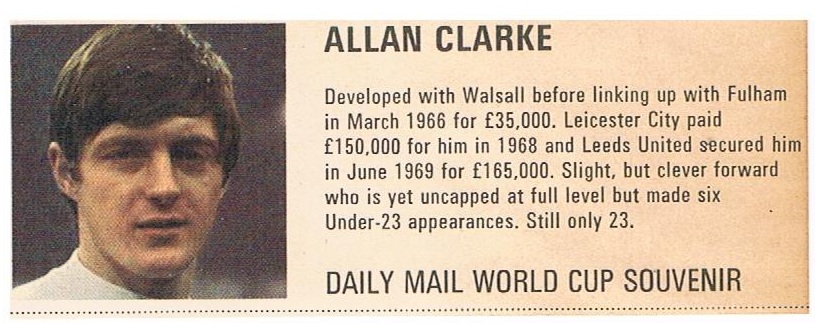 ALLAN CLARKE
Developed with Walsall before linking up with Fulham
in March 1966 for £35,000. Leicester City paid
£150,000 for him in 1968 and Leeds United secured him
in June 1969 for £165,000. Slight, but clever forward
who is yet uncapped at full level but made six
Under-23 appearances. Still only 23.
DAILY MAIL WORLD CUP SOUVENIR